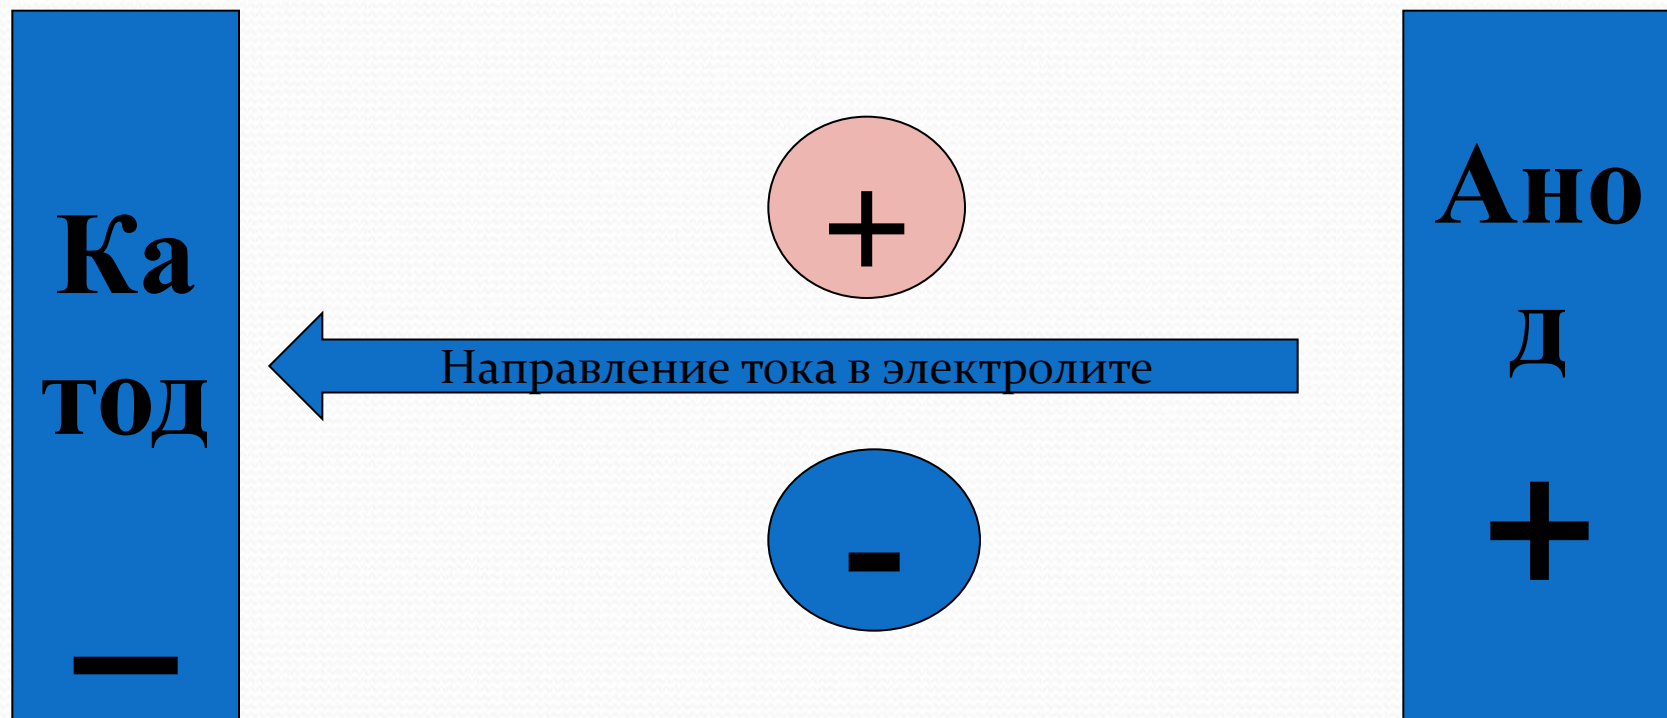 Ка
тод
–
+
Направление тока в электролите
-
Ано
д
+